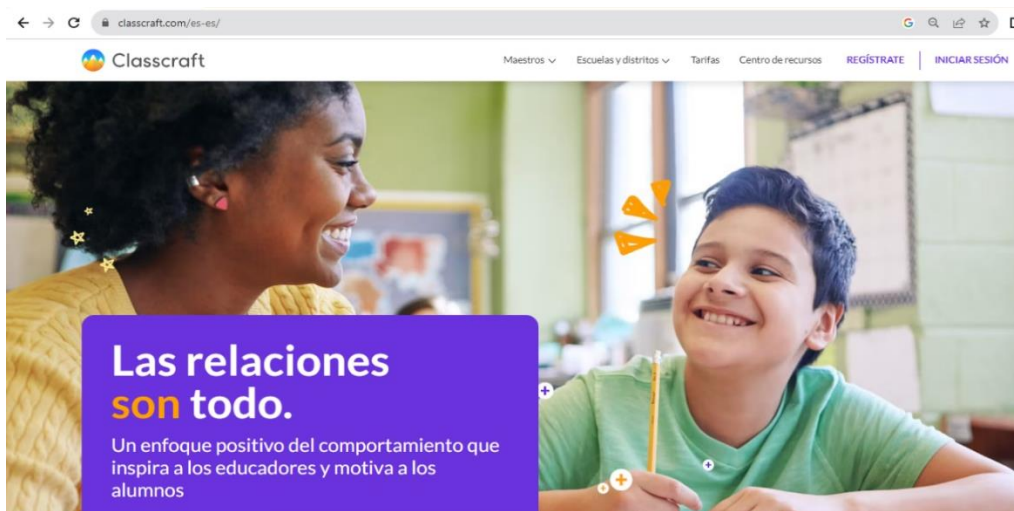 classcraft.com/es-es/
Classcraft
Maestros
Escuelas y distritos
Tarifas
Centro de recursos
REGÍSTRATE
INICIAR SESIÓN
Las relaciones
son todo.
Un enfoque positivo del comportamiento que
inspira a los educadores y motiva a los
alumnos